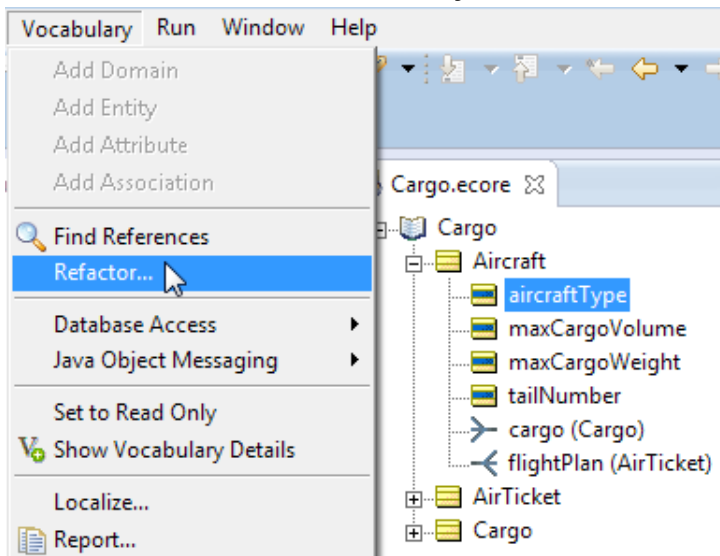 Vocabulary Run Window Help
Add Domain
Add Entity
Add Attribute
Add Association
Find References
Refactor...
Database Access
Java Object Messaging
Set to Read Only
Show Vocabulary Details
Localize...
Report...
Cargo.ecore
Cargo
Aircraft
aircraftType
maxCargoVolume
maxCargoWeight
tailNumber
cargo (Cargo)
flightPlan (AirTicket)
AirTicket
Cargo